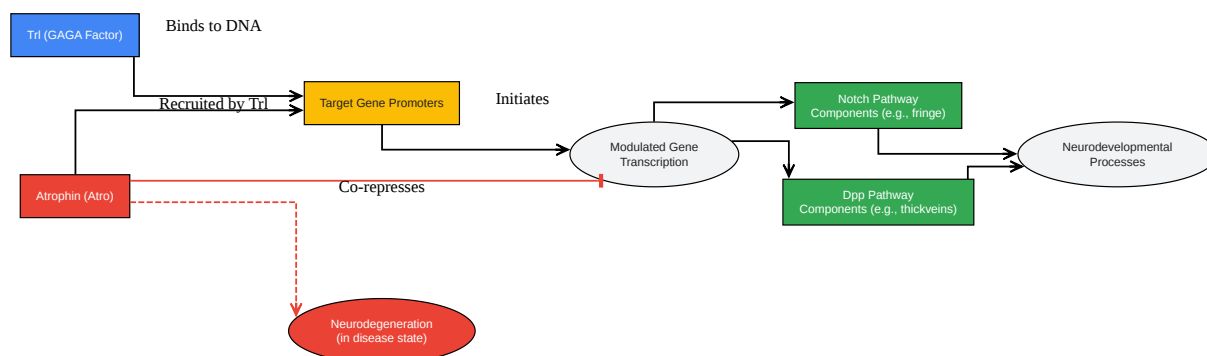 Binds to DNA
Trl (GAGA Factor)
Recruited by Trl
Target Gene Promoters
Initiates
Notch Pathway
Components (e.g., fringe)
Modulated Gene
Transcription
Neurodevelopmental
Processes
Atrophin (Atro)
Co-represses
Dpp Pathway
Components (e.g., thickveins)
Neurodegeneration
(in disease state)